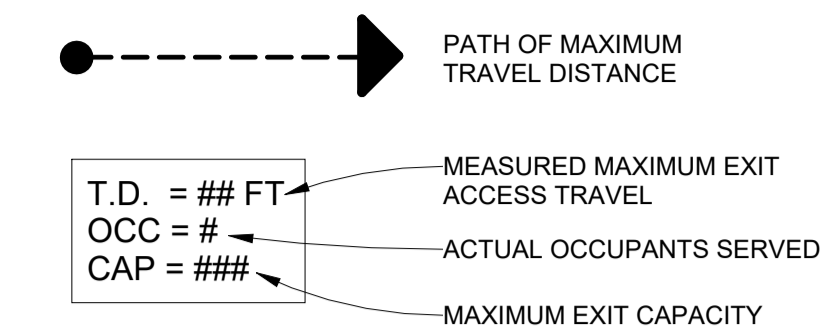 PATH OF MAXIMUM
TRAVEL DISTANCE
T.D. = ## FT
OCC = #
CAP = ###
MEASURED MAXIMUM EXIT
ACCESS TRAVEL
ACTUAL OCCUPANTS SERVED
MAXIMUM EXIT CAPACITY